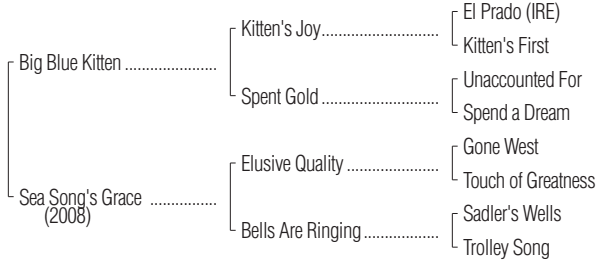 El Prado (IRE)
Kitten's Joy
Kitten's First
Big Blue Kitten
Unaccounted For
Spent Gold
Spend a Dream
Gone West
Elusive Quality
Touch of Greatness
Sea Song's Grace
(2008)
Sadler's Wells
Bells Are Ringing
Trolley Song